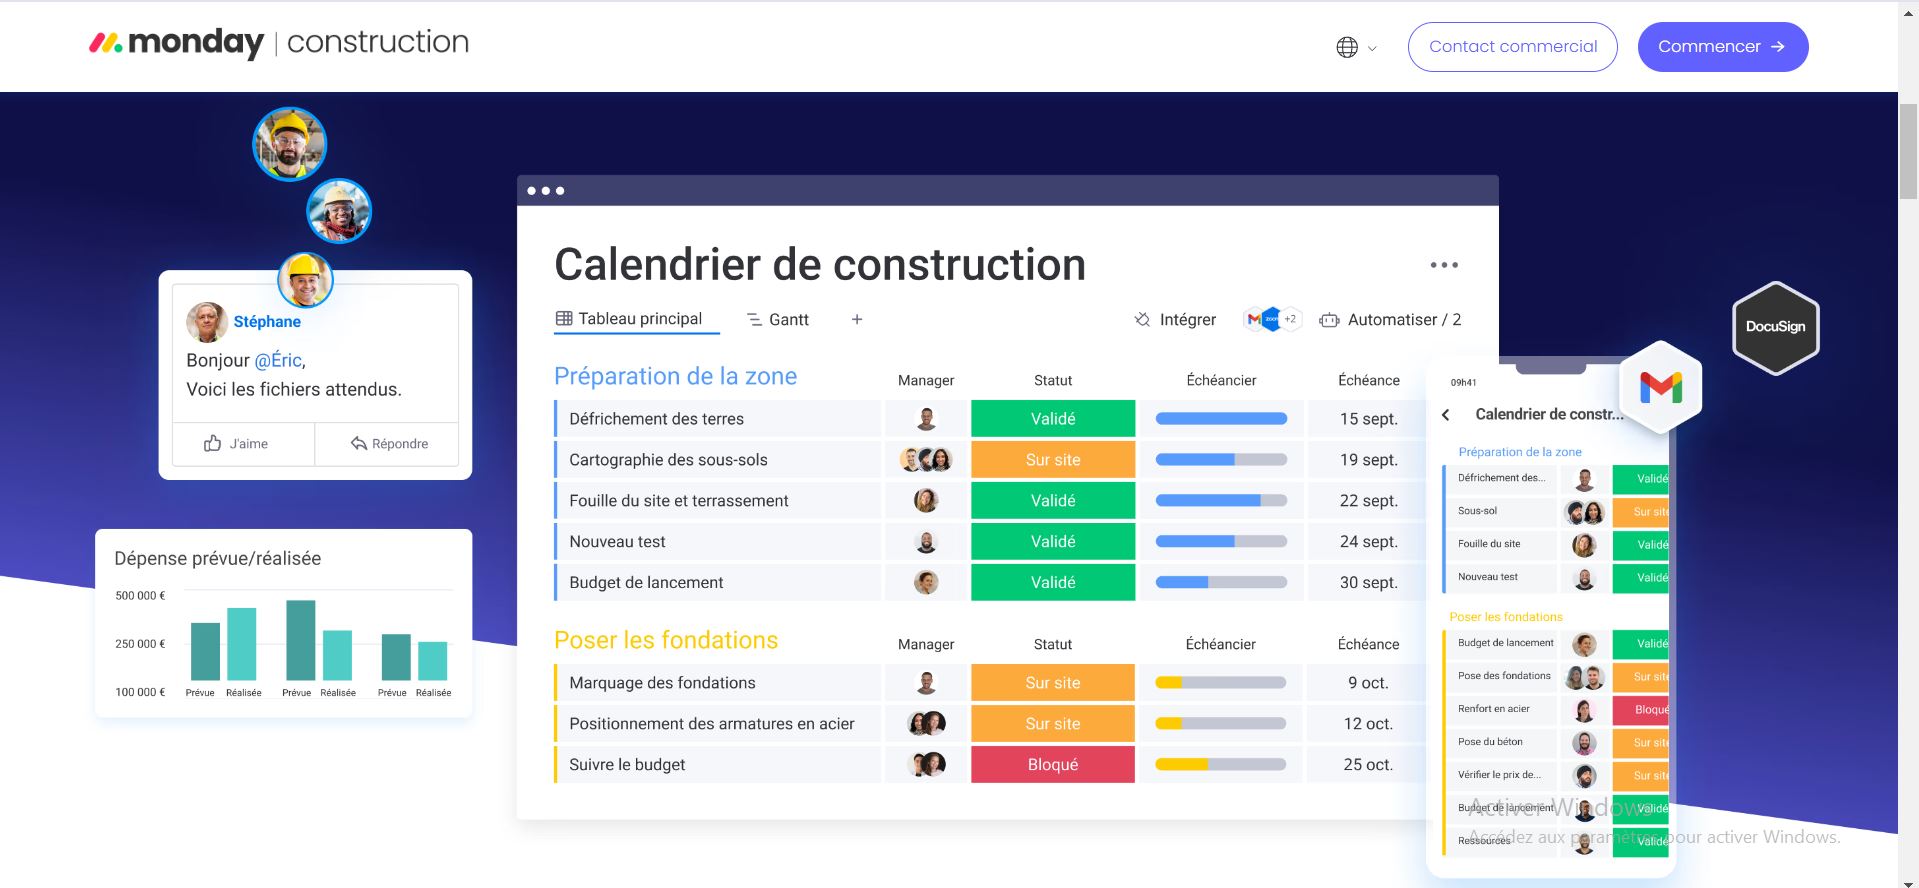 monday | construction
Contact commercial
Commencer →
Stéphane
Bonjour @Éric,
Voici les fichiers attendus.
J'aime
Répondre
Dépense prévue/réalisée
500 000 €
250 000 €
100 000 €
Prévue Réalisée Prévue Réalisée Prévue Réalisée
Calendrier de construction
Tableau principal Gantt + Intégrer zoom +2 Automatiser / 2
Préparation de la zone Manager Statut Échéancier Échéance
Défrichement des terres Validé 15 sept.
Cartographie des sous-sols Sur site 19 sept.
Fouille du site et terrassement Validé 22 sept.
Nouveau test Validé 24 sept.
Budget de lancement Validé 30 sept.
Poser les fondations Manager Statut Échéancier Échéance
Marquage des fondations Sur site 9 oct.
Positionnement des armatures en acier Sur site 12 oct.
Suivre le budget Bloqué 25 oct.
DocuSign
09h41
Calendrier de constr...
Préparation de la zone
Défrichement des... Validé
Sous-sol Sur site
Fouille du site Validé
Nouveau test Validé
Poser les fondations
Budget de lancement Validé
Pose des fondations Sur site
Renfort en acier Bloqué
Pose du béton Sur site
Vérifier le prix de... Sur site
Budget de lancement Validé
Ressources Validé
Activer Windows
Accédez aux paramètres pour activer Windows.